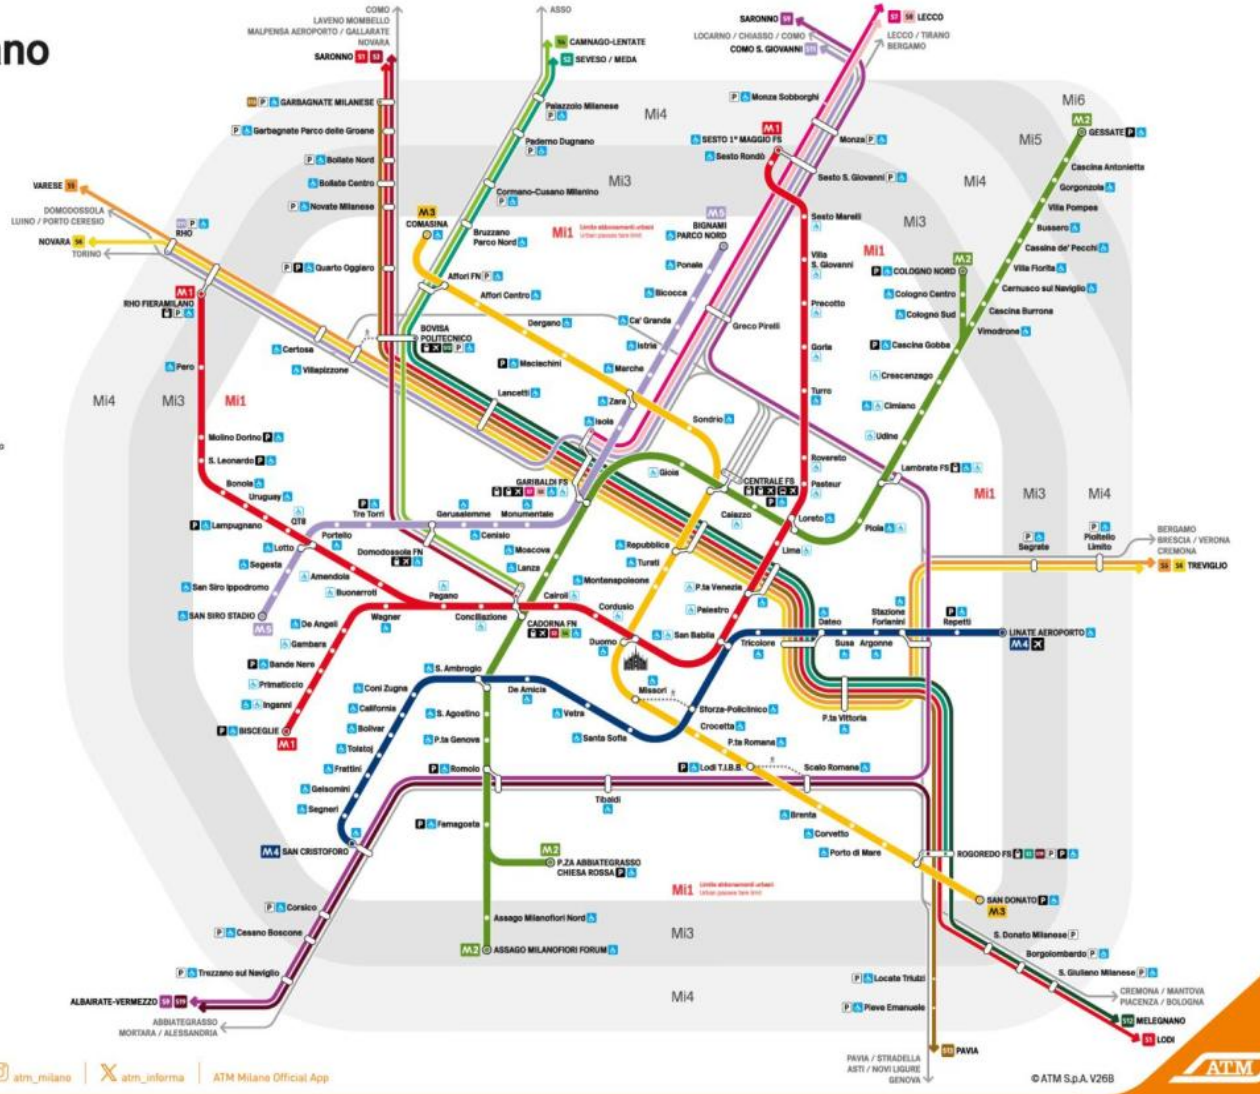 ano
COMO
LAVENO MOMBELLO
MALPENSA AEROPORTO / GALLARATE
NOVARA
SARONNO S1 S3
ASSO
S4 CAMNAGO-LENTATE
S2 SEVESO / MEDA
SARONNO S9
LOCARNO / CHIASSO / COMO
COMO S. GIOVANNI S11
S7 S8 LECCO
LECCO / TIRANO
BERGAMO
P GARBAGNATE MILANESE
P Garbagnate Parco delle Groane
P Bollate Nord
Bollate Centro
P Novate Milanese
P P Quarto Oggiaro
Palazzolo Milanese
P
Paderno Dugnano
P
Cormano-Cusano Milanino
P
Bruzzano
Parco Nord
Mi4
Mi3
Mi1 Limite abbonamenti urbani
Urban passes fare limit
P Monza Sobborghi
Monza P
Sesto S. Giovanni P
M1
SESTO 1° MAGGIO FS
Sesto Rondò
Sesto Marelli
Villa
S. Giovanni
Precotto
Gorla
Turro
Rovereto
Pasteur
Loreto
Lima
Mi6
Mi5
Mi4
Mi3
Mi1
M2
GESSATE P
Cascina Antonietta
Gorgonzola
Villa Pompea
Bussero
Cassina de' Pecchi
Villa Fiorita
Cernusco sul Naviglio
Cascina Burrona
Vimodrone
M2
P COLOGNO NORD
Cologno Centro
Cologno Sud
P Cascina Gobba
Crescenzago
Cimiano
Udine
Lambrate FS
Piola
VARESE S5
DOMODOSSOLA
LUINO / PORTO CERESIO
NOVARA S6
TORINO
P
RHO
M1
RHO FIERAMILANO
P
Pero
Molino Dorino P
S. Leonardo P
Bonola
Uruguay
P Lampugnano
QT8
Lotto
Amendola
Buonarroti
Pagano
Conciliazione
Wagner
De Angeli
Gambara
P Bande Nere
Primaticcio
Inganni
P BISCEGLIE
M1
Mi4
Mi3
Mi1
Certosa
Villapizzone
BOVISA
POLITECNICO
P
Lancetti
M3
COMASINA
Affori FN P
Affori Centro
Dergano
P Maciachini
Zara
Sondrio
M5
BIGNAMI
PARCO NORD
Ponale
Bicocca
Ca' Granda
Istria
Marche
Isola
Greco Pirelli
Gioia
GARIBALDI FS
CENTRALE FS
P
Caiazzo
P
Tre Torri
Gerusalemme
Cenisio
Monumentale
Portello
Segesta
San Siro Ippodromo
SAN SIRO STADIO
M5
Domodossola FN
Moscova
Lanza
Cairoli
CADORNA FN
Repubblica
Turati
Montenapoleone
Cordusio
Duomo
P.ta Venezia
Palestro
San Babila
Mi1
Mi3
Mi4
P
Segrate
P
Pioltello
Limito
BERGAMO
BRESCIA / VERONA
CREMONA
S5 S6 TREVIGLIO
Tricolore
Dateo
Susa
Argonne
Stazione
Forlanini
P
Repetti
LINATE AEROPORTO
M4
P.ta Vittoria
S. Ambrogio
De Amicis
Vetra
Santa Sofia
Missori
Sforza-Policlinico
Crocetta
P.ta Romana
P Lodi T.I.B.B.
Scalo Romana
Brenta
Corvetto
Porto di Mare
ROGOREDO FS
SAN DONATO P
M3
Coni Zugna
California
Bolivar
Tolstoj
Frattini
Gelsomini
Segneri
M4 SAN CRISTOFORO
S. Agostino
P.ta Genova
P Romolo
Tibaldi
P Famagosta
M2
P.ZA ABBIATEGRASSO
CHIESA ROSSA P
Assago Milanofiori Nord
M2 ASSAGO MILANOFIORI FORUM
Mi1 Limite abbonamenti urbani
Urban passes fare limit
Mi3
Mi4
P Corsico
P Cesano Boscone
P Trezzano sul Naviglio
ALBAIRATE-VERMEZZO S9 S19
ABBIATEGRASSO
MORTARA / ALESSANDRIA
P Locate Triulzi
P Pieve Emanuele
S13 PAVIA
PAVIA / STRADELLA
ASTI / NOVI LIGURE
GENOVA
S. Donato Milanese P
Borgolombardo P
S. Giuliano Milanese P
CREMONA / MANTOVA
PIACENZA / BOLOGNA
S12 MELEGNANO
S1 LODI
atm_milano
atm_informa
ATM Milano Official App
© ATM S.p.A. V26B
ATM